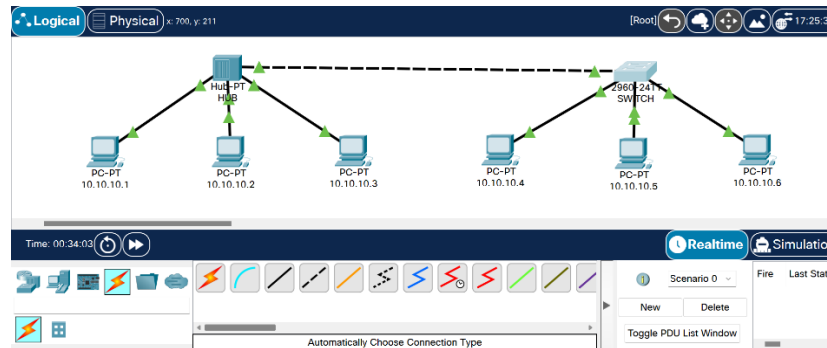 Logical Physical x: 700, y: 211 [Root] 17:25:3
Hub-PT
HUB
2960-24TT
SWITCH
PC-PT
10.10.10.1
PC-PT
10.10.10.2
PC-PT
10.10.10.3
PC-PT
10.10.10.4
PC-PT
10.10.10.5
PC-PT
10.10.10.6
Time: 00:34:03 Realtime Simulatio
Scenario 0 Fire Last Stat
New Delete
Toggle PDU List Window
Automatically Choose Connection Type